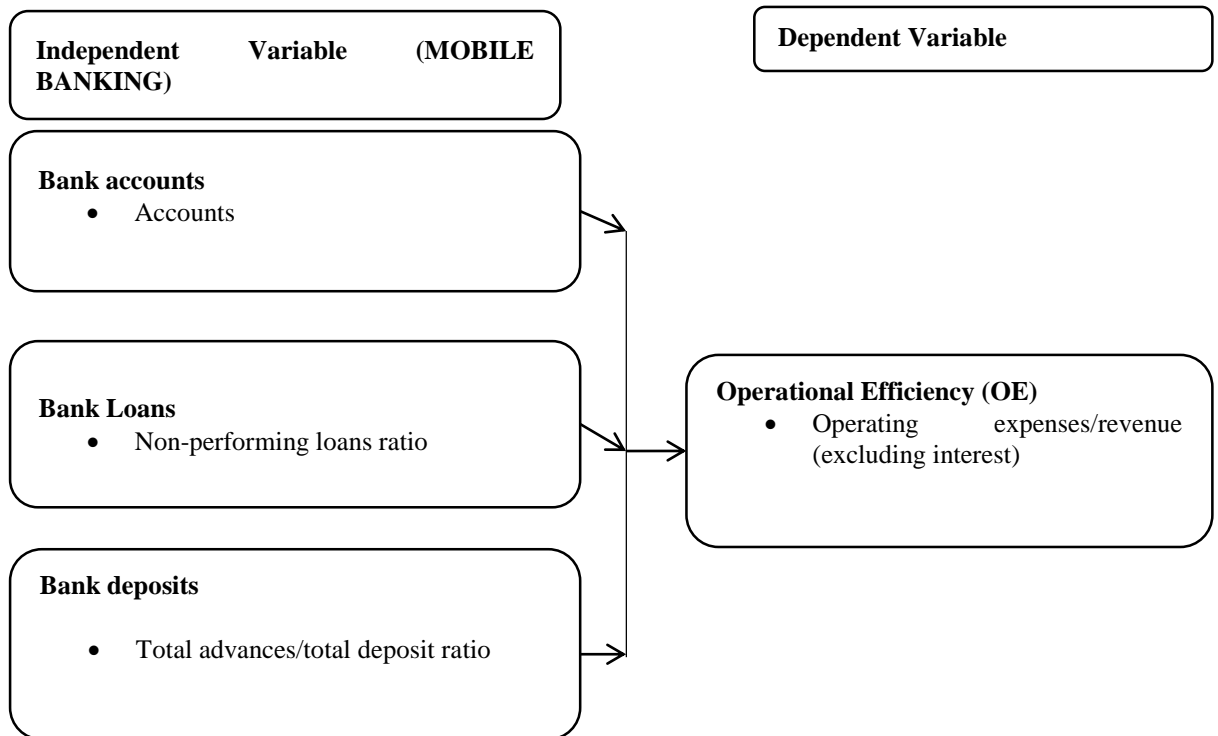 Independent Variable (MOBILE
BANKING)
Dependent Variable
Bank accounts
• Accounts
Bank Loans
• Non-performing loans ratio
Operational Efficiency (OE)
• Operating expenses/revenue
(excluding interest)
Bank deposits
• Total advances/total deposit ratio